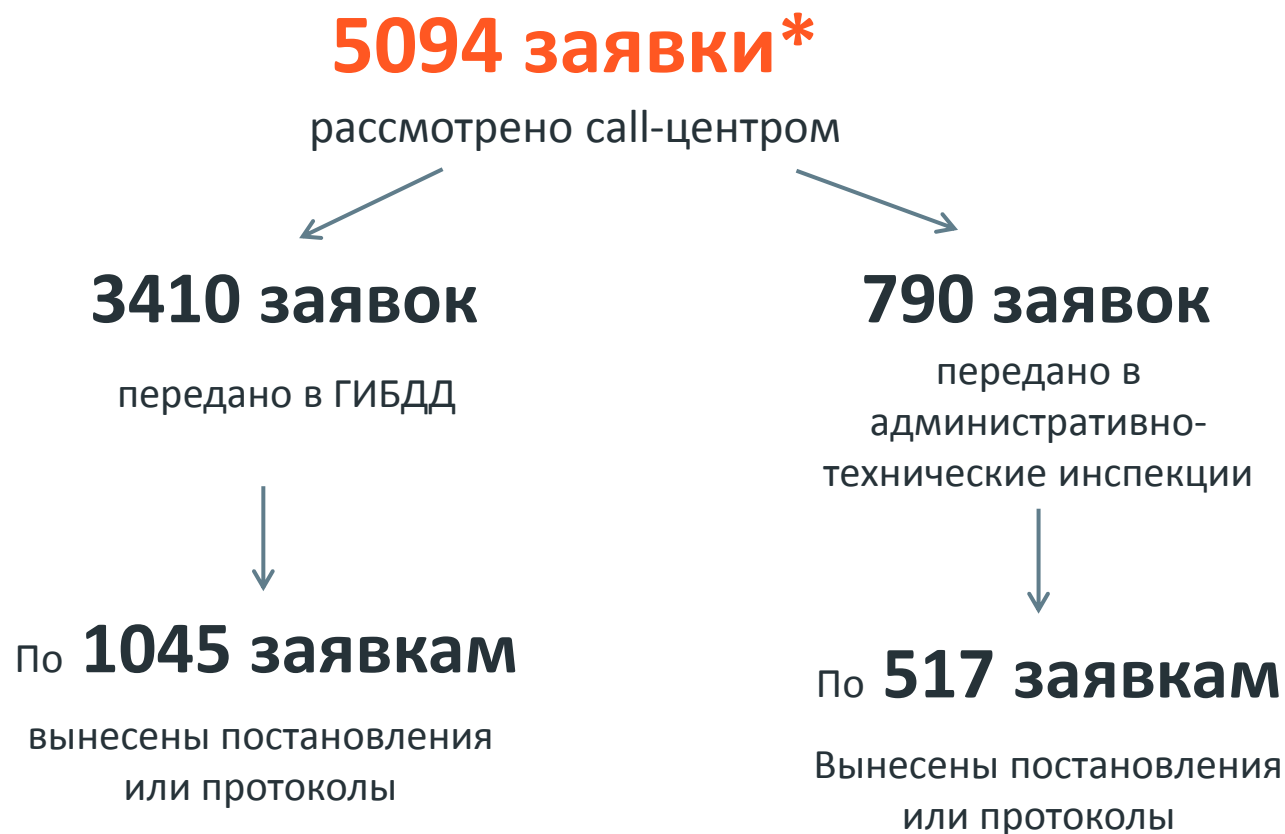 5094 заявки*
рассмотрено call-центром
3410 заявок
передано в ГИБДД
790 заявок
передано в
административно-
технические инспекции
По 1045 заявкам
вынесены постановления
или протоколы
По 517 заявкам
Вынесены постановления
или протоколы